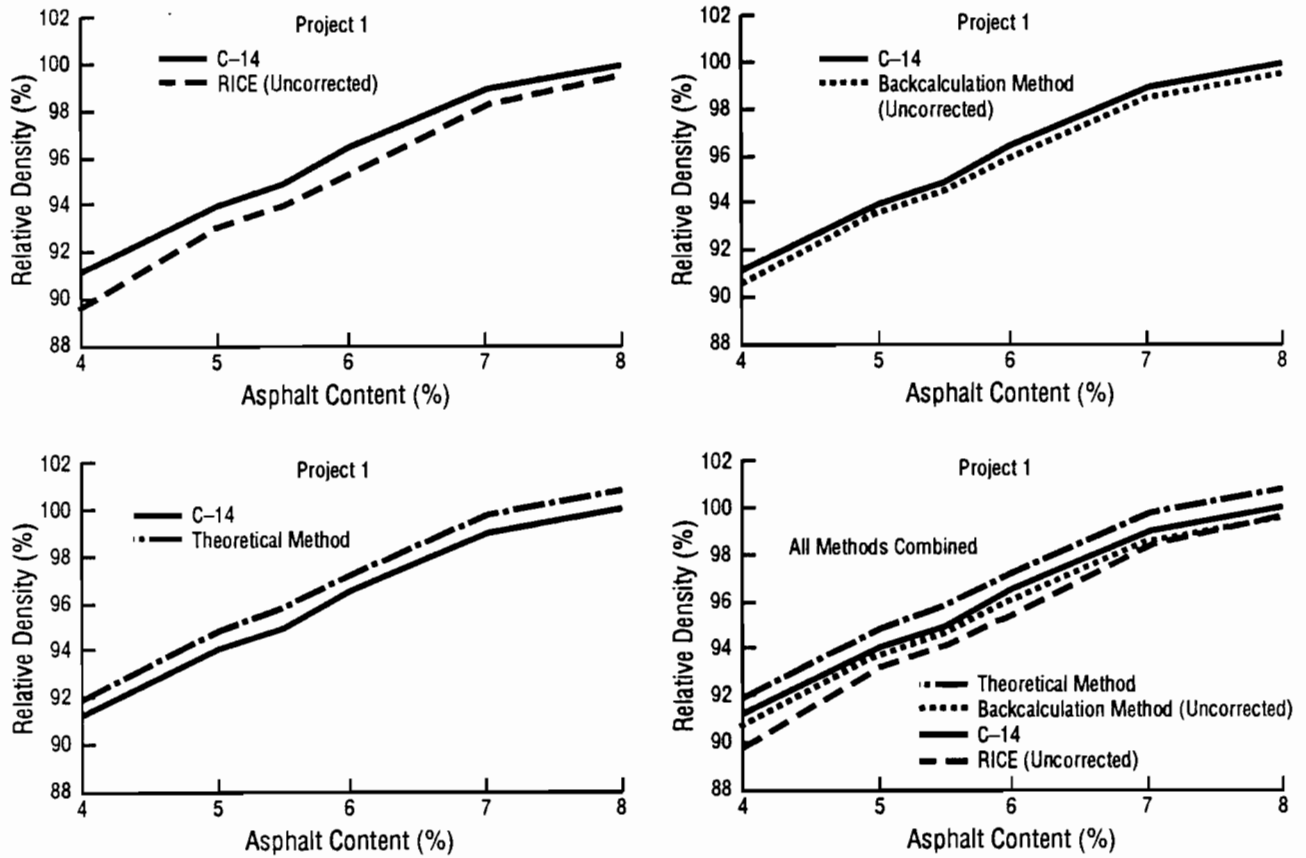 Project 1
C–14
RICE (Uncorrected)
Relative Density (%)
102
100
98
96
94
92
90
88
4 5 6 7 8
Asphalt Content (%)
Project 1
C–14
Backcalculation Method
(Uncorrected)
Relative Density (%)
102
100
98
96
94
92
90
88
4 5 6 7 8
Asphalt Content (%)
Project 1
C–14
Theoretical Method
Relative Density (%)
102
100
98
96
94
92
90
88
4 5 6 7 8
Asphalt Content (%)
Project 1
All Methods Combined
Theoretical Method
Backcalculation Method (Uncorrected)
C–14
RICE (Uncorrected)
Relative Density (%)
102
100
98
96
94
92
90
88
4 5 6 7 8
Asphalt Content (%)